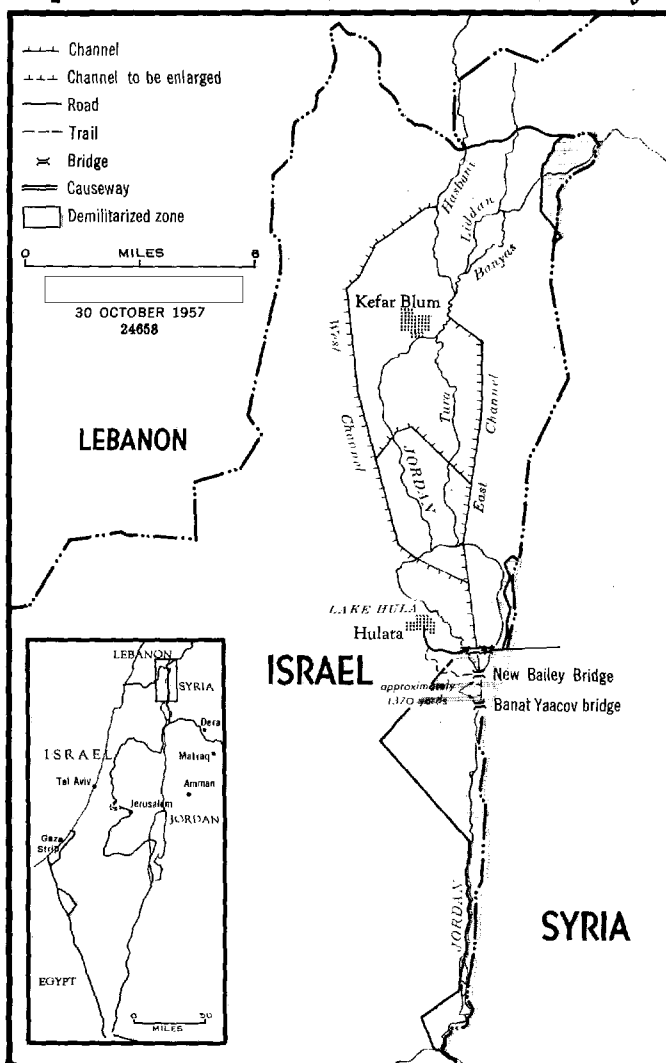 Channel
Channel to be enlarged
Road
Trail
Bridge
Causeway
Demilitarized zone
0 MILES 6
30 OCTOBER 1957
24658
Hasbani
Liddan
Banyas
Kefar Blum
West
Channel
Tura
Channel
East
LEBANON
JORDAN
LAKE HULA
Hulata
ISRAEL
New Bailey Bridge
approximately
1370 yards
Banat Yaacov bridge
JORDAN
SYRIA
LEBANON
SYRIA
Dera
ISRAEL
Mafraq
Tel Aviv
Amman
Jerusalem
JORDAN
Gaza
Strip
EGYPT
0 50
MILES